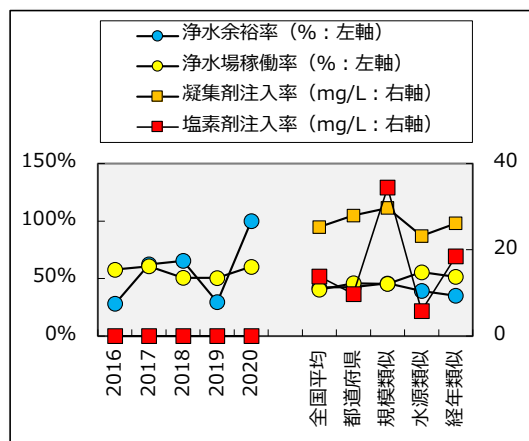 浄水余裕率（%：左軸）
浄水場稼働率（%：左軸）
凝集剤注入率（mg/L：右軸）
塩素剤注入率（mg/L：右軸）
150%
100%
50%
0%
40
20
0
2016
2017
2018
2019
2020
全国平均
都道府県
規模類似
水源類似
経年類似